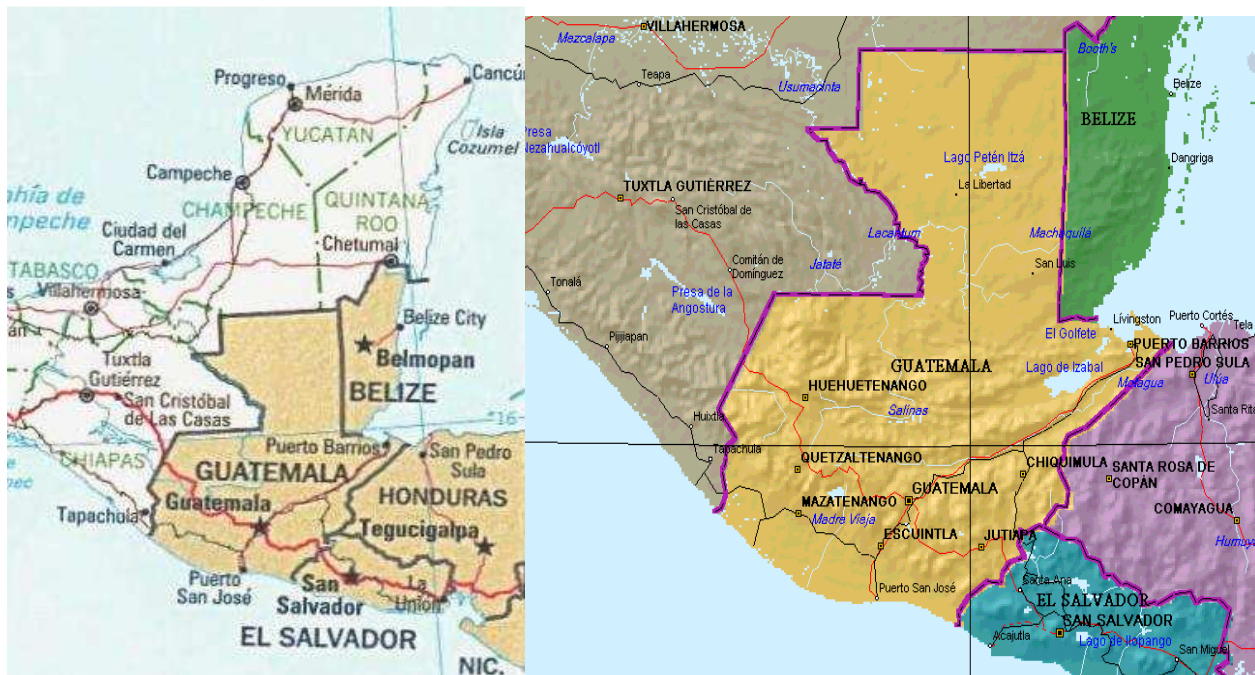 Progreso
Cancún
Mérida
YUCATAN
Isla
Cozumel
Campeche
CHAMPECHE
QUINTANA
ROO
Ciudad del
Carmen
Chetumal
TABASCO
Villahermosa
Belize City
Belmopan
BELIZE
Tuxtla
Gutiérrez
San Cristóbal
de Las Casas
16
CHIAPAS
Puerto Barrios
San Pedro
Sula
GUATEMALA
Guatemala
HONDURAS
Tapachula
Tegucigalpa
Puerto
San José
San
Salvador
La
Unión
EL SALVADOR
NIC.
VILLAHERMOSA
Mezcalapa
Teapa
Usumacinta
Booth's
Belize
BELIZE
Presa
Nezahualcóyotl
Lago Petén Itzá
La Libertad
Dangriga
TUXTLA GUTIÈRREZ
San Cristóbal de
las Casas
Lacantum
Machaquilá
Comitán de
Domínguez
Jataté
San Luis
Tonalá
Presa de la
Angostura
Pijijiapan
El Golfete
Lívingston
Puerto Cortés
Tela
PUERTO BARRIOS
SAN PEDRO SULA
GUATEMALA
Lago de Izabal
Motagua
Ulúa
HUEHUETENANGO
Salinas
Huixtla
Santa Rita
Tapachula
QUETZALTENANGO
CHIQUIMULA
SANTA ROSA DE
COPÁN
MAZATENANGO
GUATEMALA
Madre Vieja
COMAYAGUA
ESCUINTLA
JUTIAPA
Humuya
Puerto San José
Santa Ana
EL SALVADOR
SAN SALVADOR
Acajutla
Lago de Ilopango
San Miguel